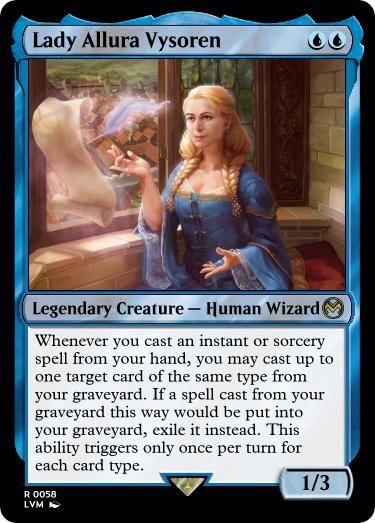 Lady Allura Vysoren
Legendary Creature — Human Wizard
Whenever you cast an instant or sorcery
spell from your hand, you may cast up to
one target card of the same type from
your graveyard. If a spell cast from your
graveyard this way would be put into
your graveyard, exile it instead. This
ability triggers only once per turn for
each card type.
1/3
R 0058
LVM